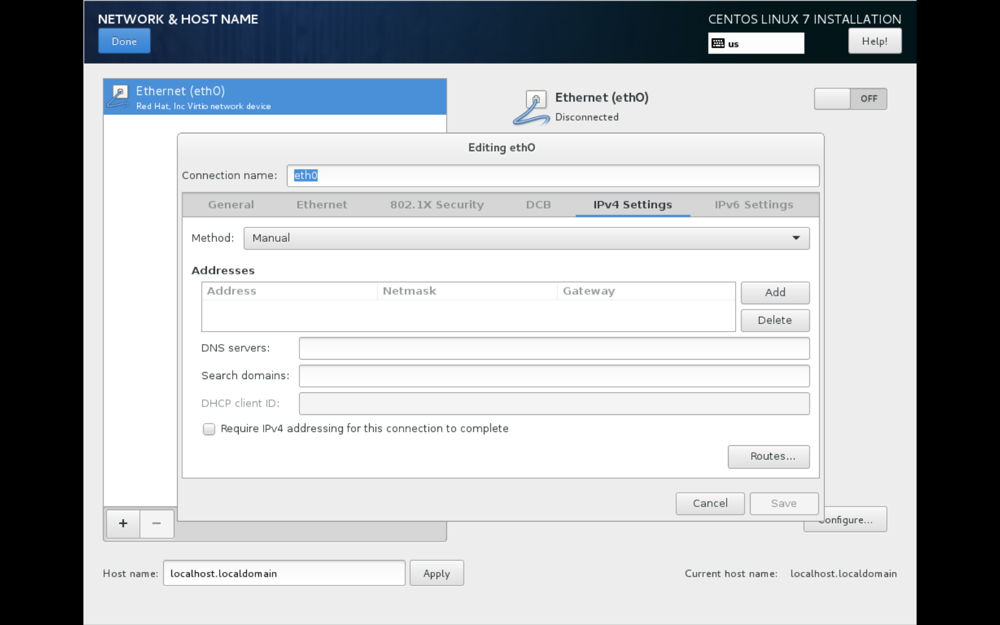 NETWORK & HOST NAME
CENTOS LINUX 7 INSTALLATION
Done
us
Help!
Ethernet (eth0)
Red Hat, Inc Virtio network device
Ethernet (eth0)
Disconnected
OFF
Editing eth0
Connection name: eth0
General Ethernet 802.1X Security DCB IPv4 Settings IPv6 Settings
Method: Manual
Addresses
Address Netmask Gateway
Add
Delete
DNS servers:
Search domains:
DHCP client ID:
Require IPv4 addressing for this connection to complete
Routes...
Cancel Save
+ −
Configure...
Host name: localhost.localdomain Apply
Current host name: localhost.localdomain